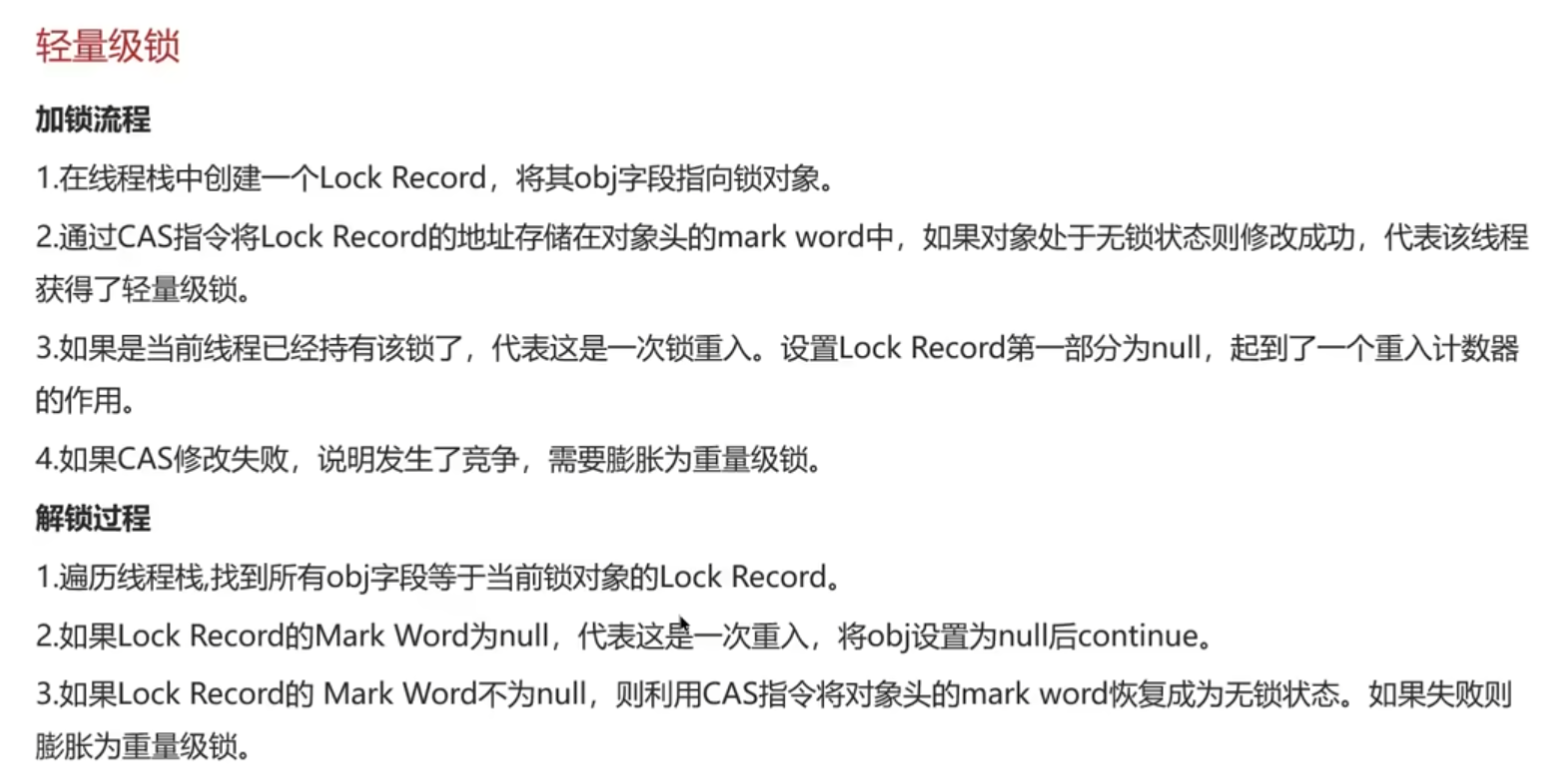 轻量级锁
加锁流程
1.在线程栈中创建一个Lock Record，将其obj字段指向锁对象。
2.通过CAS指令将Lock Record的地址存储在对象头的mark word中，如果对象处于无锁状态则修改成功，代表该线程
获得了轻量级锁。
3.如果是当前线程已经持有该锁了，代表这是一次锁重入。设置Lock Record第一部分为null，起到了一个重入计数器
的作用。
4.如果CAS修改失败，说明发生了竞争，需要膨胀为重量级锁。
解锁过程
1.遍历线程栈,找到所有obj字段等于当前锁对象的Lock Record。
2.如果Lock Record的Mark Word为null，代表这是一次重入，将obj设置为null后continue。
3.如果Lock Record的 Mark Word不为null，则利用CAS指令将对象头的mark word恢复成为无锁状态。如果失败则
膨胀为重量级锁。